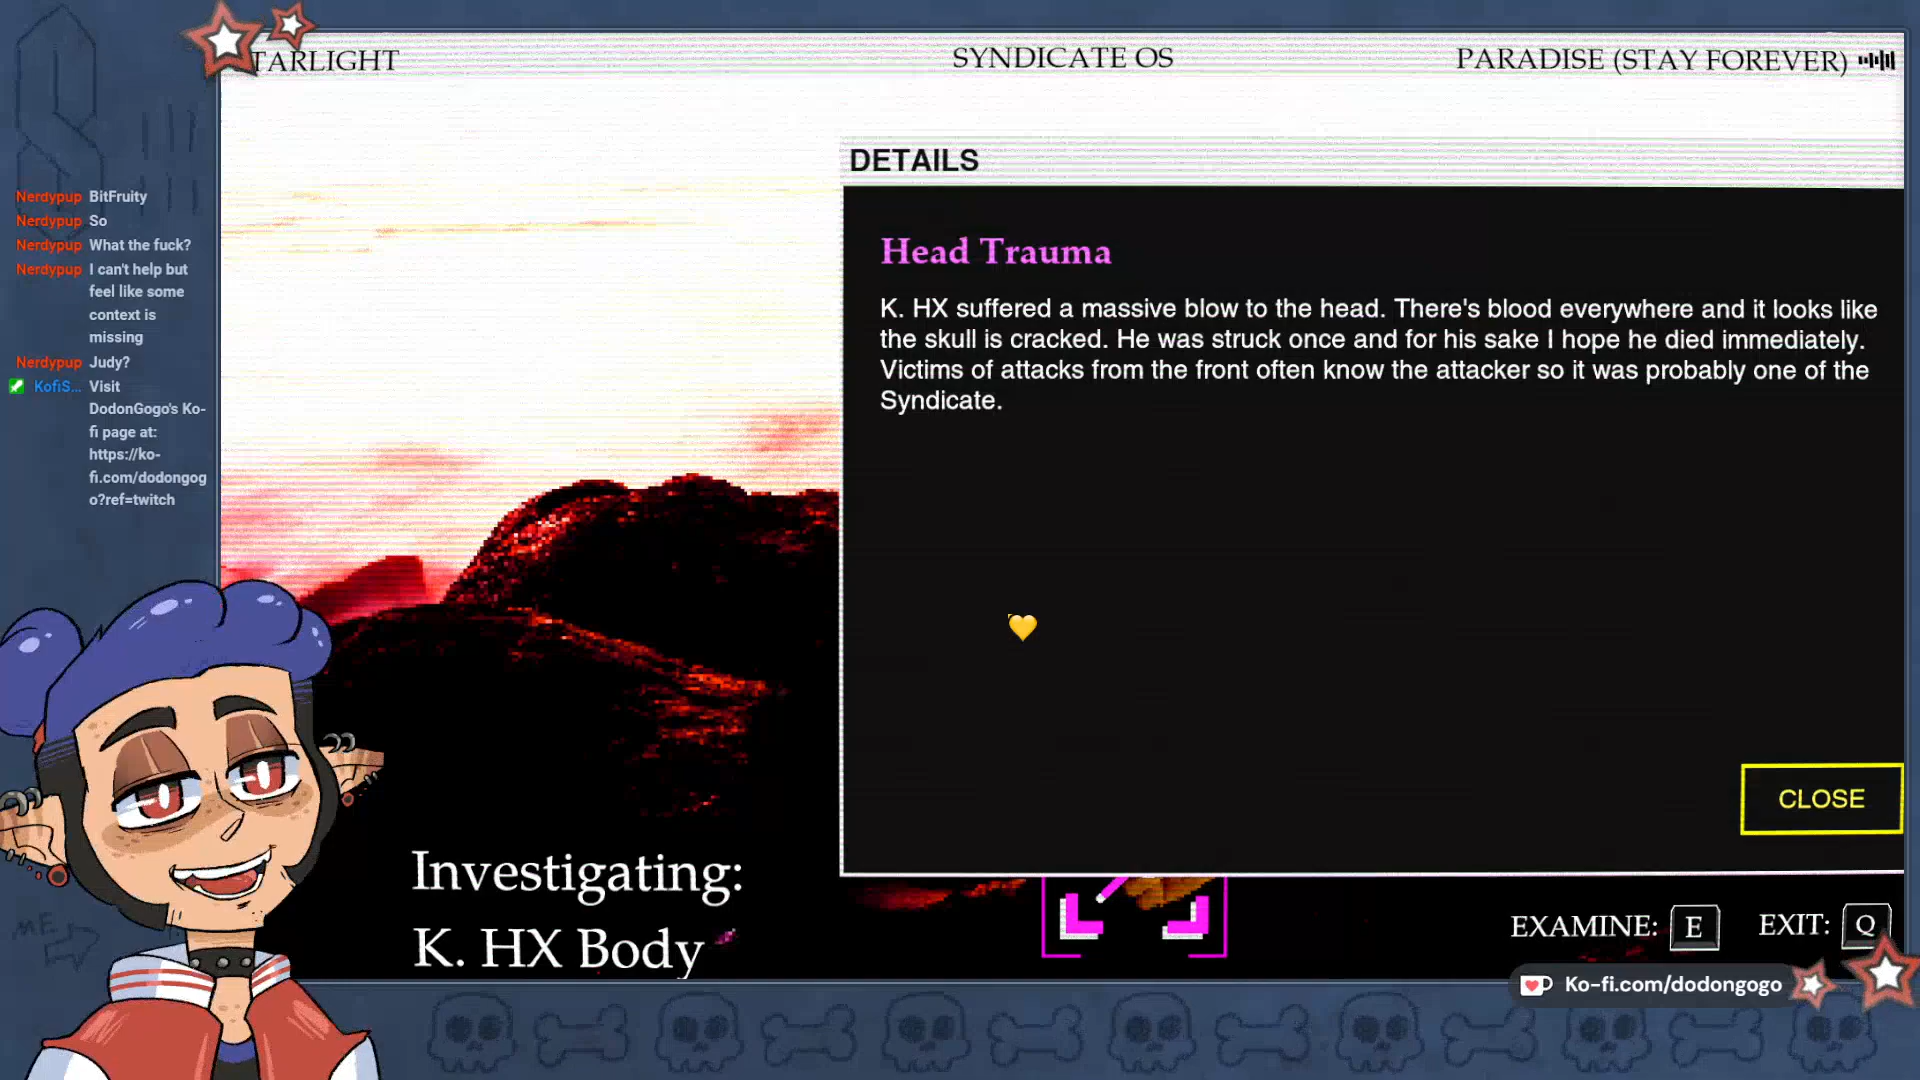 TARLIGHT
SYNDICATE OS
PARADISE (STAY FOREVER)
DETAILS
Head Trauma
K. HX suffered a massive blow to the head. There's blood everywhere and it looks like
the skull is cracked. He was struck once and for his sake I hope he died immediately.
Victims of attacks from the front often know the attacker so it was probably one of the
Syndicate.
CLOSE
Nerdypup BitFruity
Nerdypup So
Nerdypup What the fuck?
Nerdypup I can't help but
feel like some
context is
missing
Nerdypup Judy?
KofiS... Visit
DodonGogo's Ko-
fi page at:
https://ko-
fi.com/dodongog
o?ref=twitch
Investigating:
K. HX Body
EXAMINE: E EXIT: Q
Ko-fi.com/dodongogo
ME